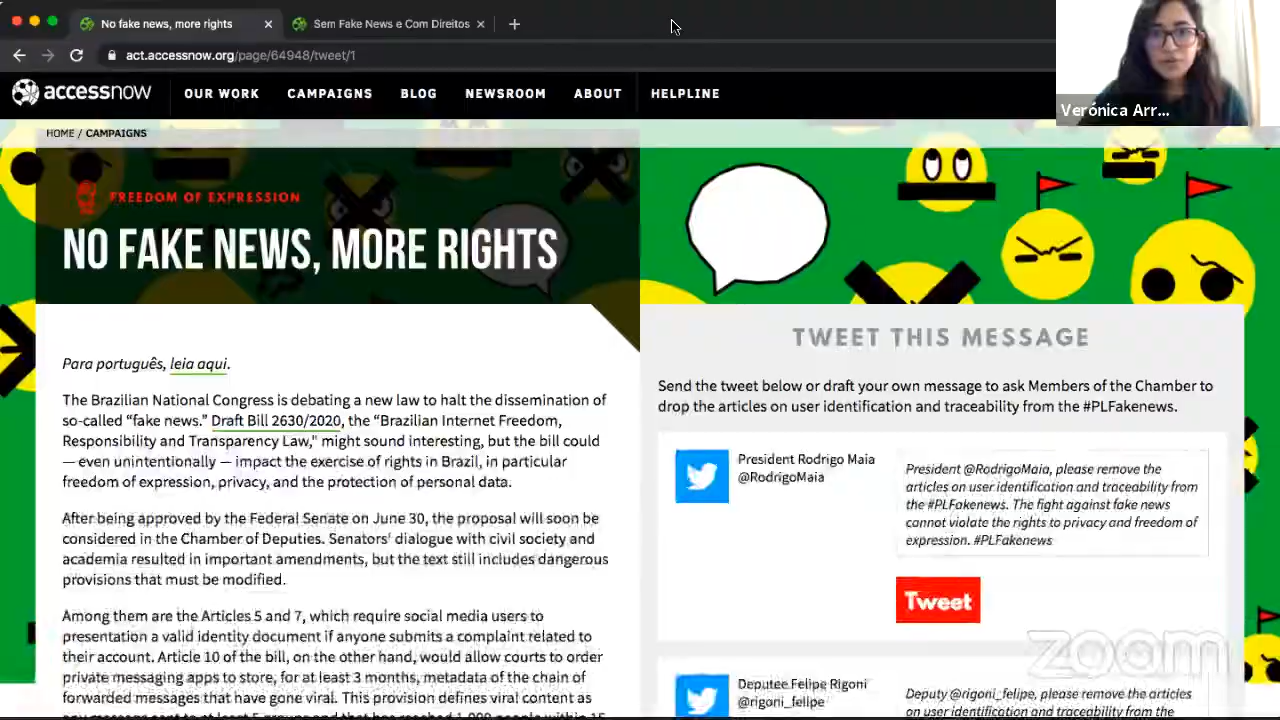 No fake news, more rights
Sem Fake News e Com Direitos
act.accessnow.org/page/64948/tweet/1
Verónica Arr...
accessnow
OUR WORK
CAMPAIGNS
BLOG
NEWSROOM
ABOUT
HELPLINE
HOME / CAMPAIGNS
FREEDOM OF EXPRESSION
NO FAKE NEWS, MORE RIGHTS
Para português, leia aqui.
The Brazilian National Congress is debating a new law to halt the dissemination of
so-called “fake news.” Draft Bill 2630/2020, the “Brazilian Internet Freedom,
Responsibility and Transparency Law," might sound interesting, but the bill could
— even unintentionally — impact the exercise of rights in Brazil, in particular
freedom of expression, privacy, and the protection of personal data.
After being approved by the Federal Senate on June 30, the proposal will soon be
considered in the Chamber of Deputies. Senators’ dialogue with civil society and
academia resulted in important amendments, but the text still includes dangerous
provisions that must be modified.
Among them are the Articles 5 and 7, which require social media users to
presentation a valid identity document if anyone submits a complaint related to
their account. Article 10 of the bill, on the other hand, would allow courts to order
private messaging apps to store, for at least 3 months, metadata of the chain of
forwarded messages that have gone viral. This provision defines viral content as
TWEET THIS MESSAGE
Send the tweet below or draft your own message to ask Members of the Chamber to
drop the articles on user identification and traceability from the #PLFakenews.
President Rodrigo Maia
@RodrigoMaia
President @RodrigoMaia, please remove the
articles on user identification and traceability from
the #PLFakenews. The fight against fake news
cannot violate the rights to privacy and freedom of
expression. #PLFakenews
Tweet
Deputee Felipe Rigoni
@rigoni_felipe
Deputy @rigoni_felipe, please remove the articles
on user identification and traceability from the
zoom